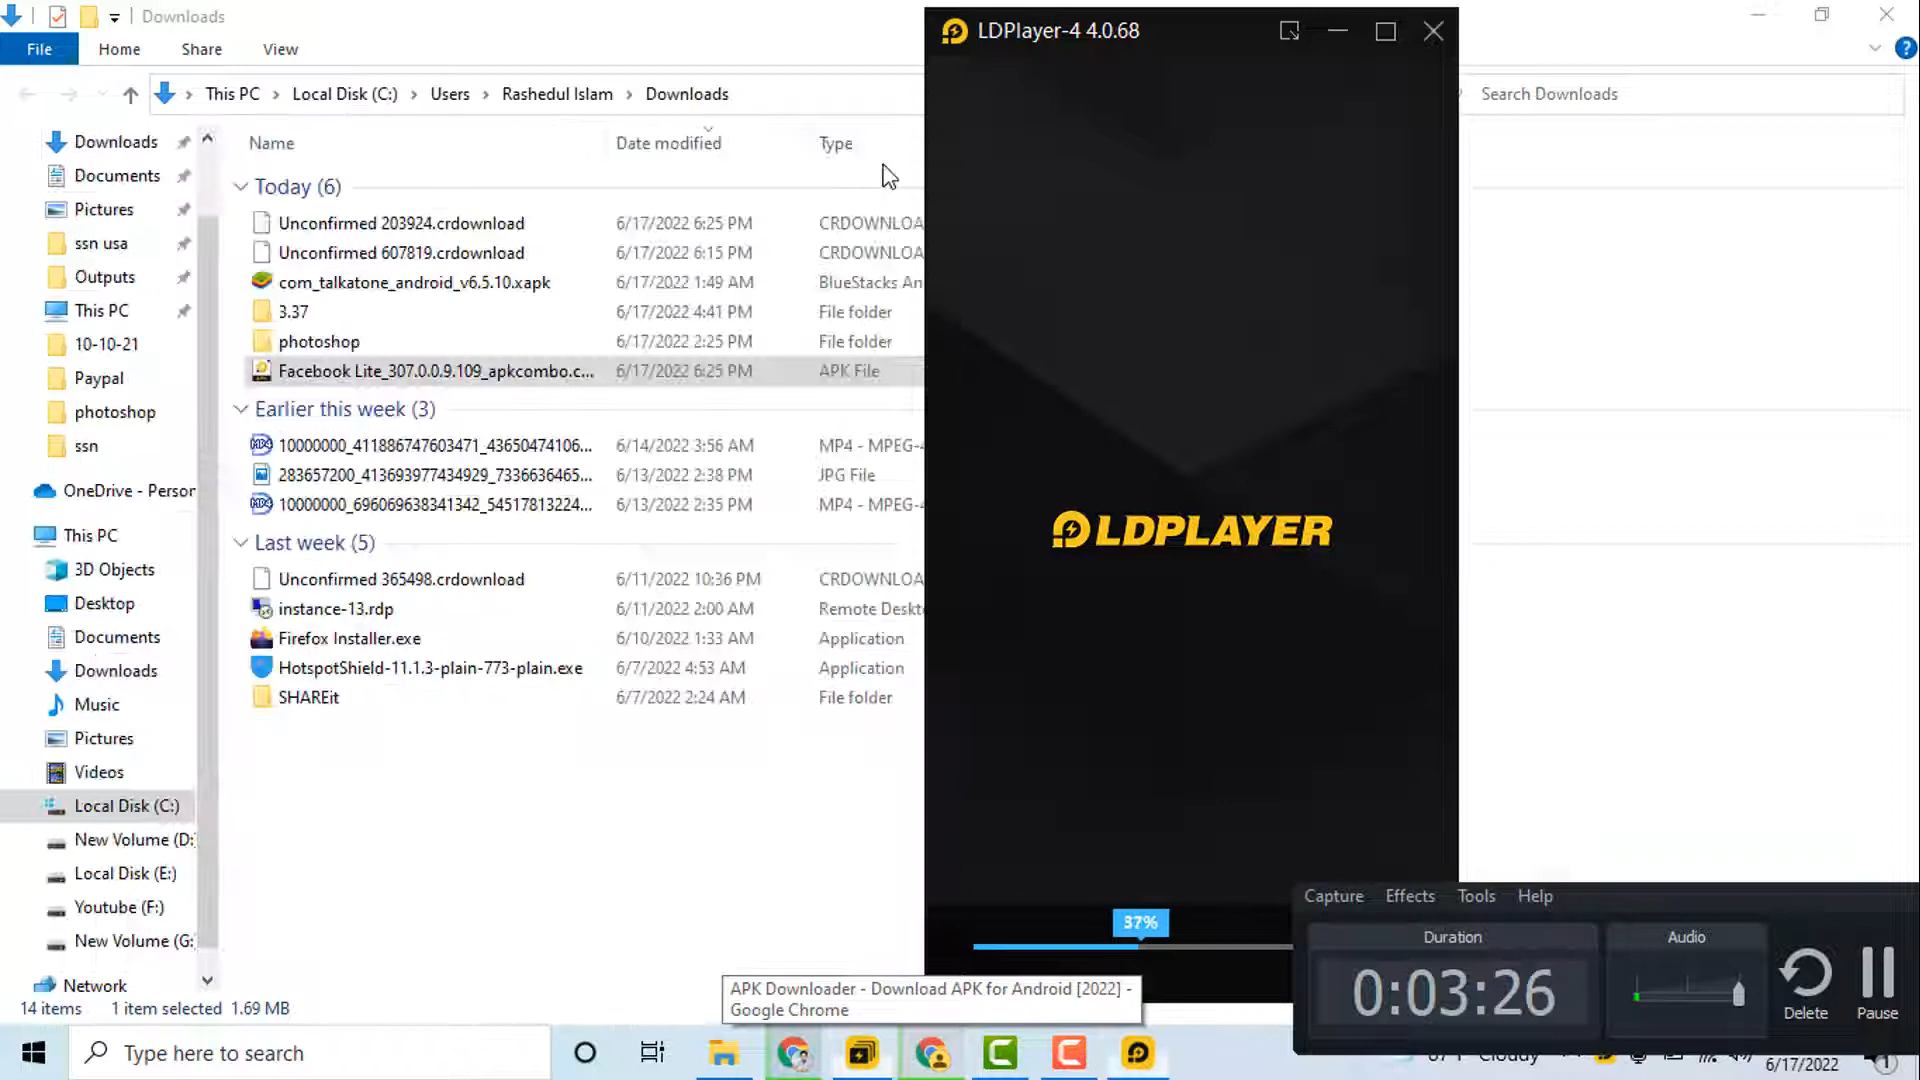 Downloads
File Home Share View
This PC › Local Disk (C:) › Users › Rashedul Islam › Downloads
Search Downloads
Name Date modified Type
Today (6)
Unconfirmed 203924.crdownload 6/17/2022 6:25 PM CRDOWNLOA
Unconfirmed 607819.crdownload 6/17/2022 6:15 PM CRDOWNLOA
com_talkatone_android_v6.5.10.xapk 6/17/2022 1:49 AM BlueStacks An
3.37 6/17/2022 4:41 PM File folder
photoshop 6/17/2022 2:25 PM File folder
Facebook Lite_307.0.0.9.109_apkcombo.c... 6/17/2022 6:25 PM APK File
Earlier this week (3)
10000000_411886747603471_43650474106... 6/14/2022 3:56 AM MP4 - MPEG-4
283657200_413693977434929_7336636465... 6/13/2022 2:38 PM JPG File
10000000_696069638341342_54517813224... 6/13/2022 2:35 PM MP4 - MPEG-4
Last week (5)
Unconfirmed 365498.crdownload 6/11/2022 10:36 PM CRDOWNLOA
instance-13.rdp 6/11/2022 2:00 AM Remote Deskt
Firefox Installer.exe 6/10/2022 1:33 AM Application
HotspotShield-11.1.3-plain-773-plain.exe 6/7/2022 4:53 AM Application
SHAREit 6/7/2022 2:24 AM File folder
Downloads
Documents
Pictures
ssn usa
Outputs
This PC
10-10-21
Paypal
photoshop
ssn
OneDrive - Person
This PC
3D Objects
Desktop
Documents
Downloads
Music
Pictures
Videos
Local Disk (C:)
New Volume (D:
Local Disk (E:)
Youtube (F:)
New Volume (G:
Network
14 items 1 item selected 1.69 MB
LDPlayer-4 4.0.68
LDPLAYER
37%
APK Downloader - Download APK for Android [2022] -
Google Chrome
Capture Effects Tools Help
Duration Audio
0:03:26
Delete Pause
Type here to search
87°F Cloudy
6/17/2022
1